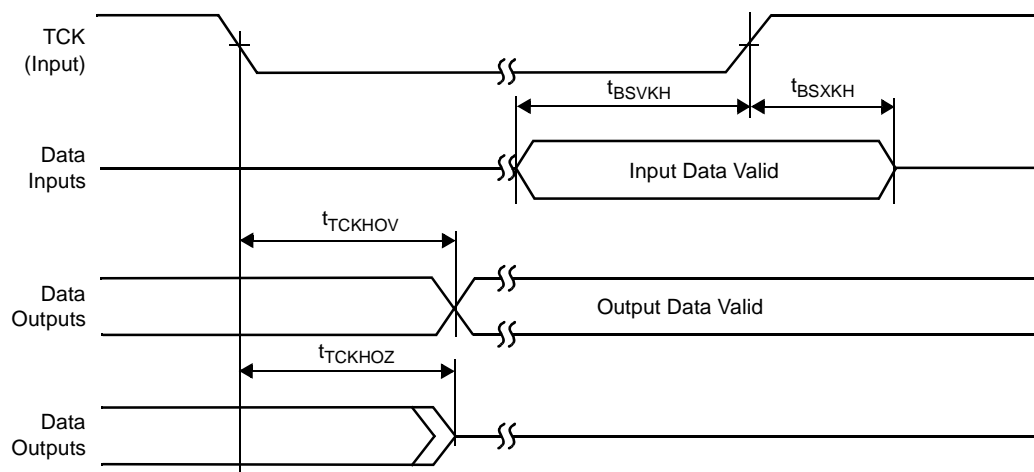 TCK
(Input)
tBSVKH
tBSXKH
Data
Inputs
Input Data Valid
tTCKHOV
Data
Outputs
Output Data Valid
tTCKHOZ
Data
Outputs